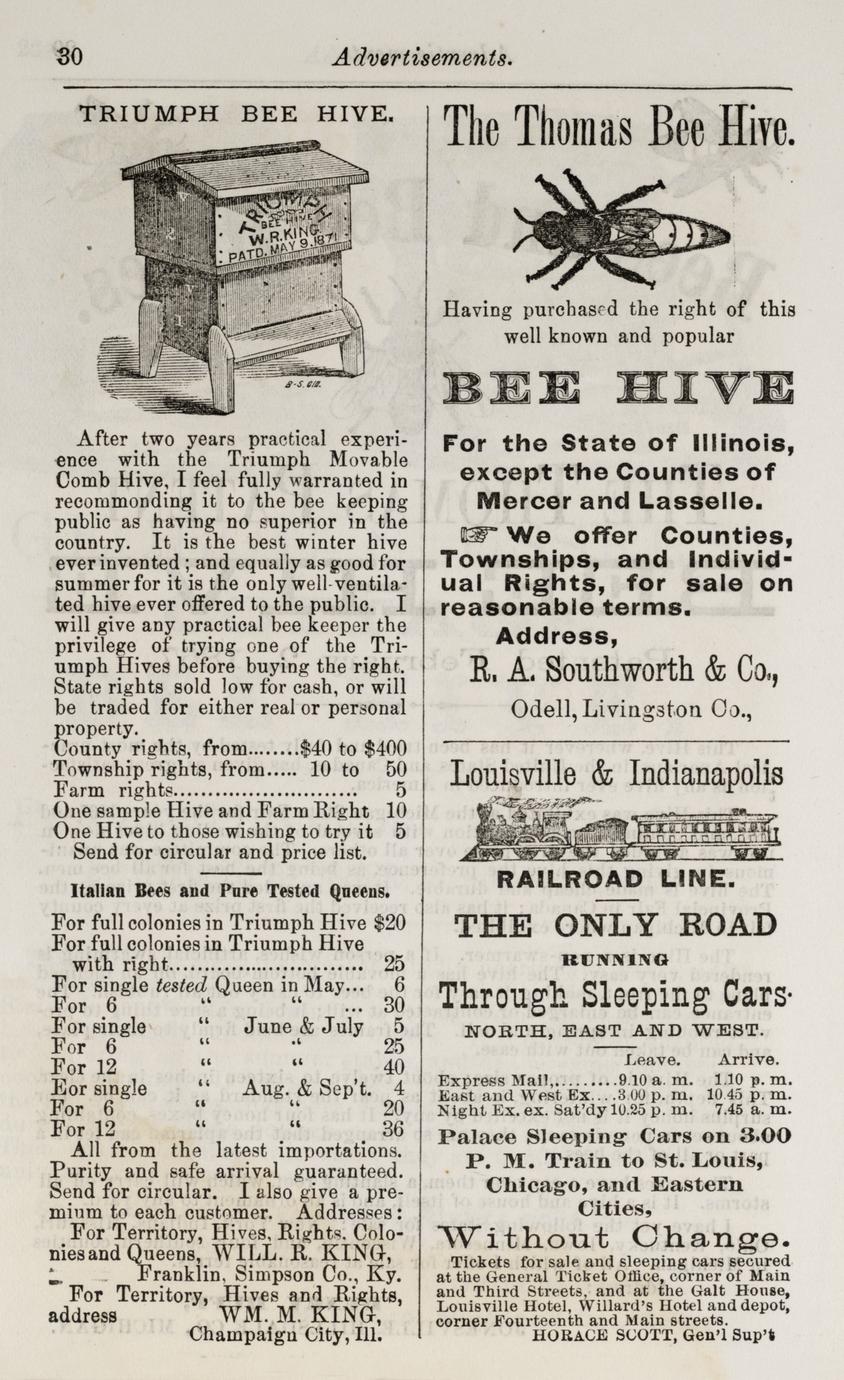 30
Advertisements.
TRIUMPH BEE HIVE.
TRIUMPH
BEE HIVE
W.R.KING
PATD. MAY 9, 1871
After two years practical experi-
ence with the Triumph Movable
Comb Hive, I feel fully warranted in
recommonding it to the bee keeping
public as having no superior in the
country. It is the best winter hive
ever invented ; and equally as good for
summer for it is the only well-ventila-
ted hive ever offered to the public. I
will give any practical bee keeper the
privilege of trying one of the Tri-
umph Hives before buying the right.
State rights sold low for cash, or will
be traded for either real or personal
property.
County rights, from........$40 to $400
Township rights, from..... 10 to 50
Farm rights........................... 5
One sample Hive and Farm Right 10
One Hive to those wishing to try it 5
Send for circular and price list.
Italian Bees and Pure Tested Queens.
For full colonies in Triumph Hive $20
For full colonies in Triumph Hive
with right............................ 25
For single tested Queen in May... 6
For 6 “ “ ... 30
For single “ June & July 5
For 6 “ “ 25
For 12 “ “ 40
Eor single “ Aug. & Sep't. 4
For 6 “ “ 20
For 12 “ “ 36
All from the latest importations.
Purity and safe arrival guaranteed.
Send for circular. I also give a pre-
mium to each customer. Addresses :
For Territory, Hives, Rights. Colo-
nies and Queens, WILL. R. KING,
Franklin, Simpson Co., Ky.
For Territory, Hives and Rights,
address WM. M. KING,
Champaign City, Ill.
The Thomas Bee Hive.
Having purchased the right of this
well known and popular
BEE HIVE
For the State of Illinois,
except the Counties of
Mercer and Lasselle.
☞ We offer Counties,
Townships, and Individ-
ual Rights, for sale on
reasonable terms.
Address,
R. A. Southworth & Co.,
Odell, Livingston Co.,
Louisville & Indianapolis
RAILROAD LINE.
THE ONLY ROAD
RUNNING
Through Sleeping Cars.
NORTH, EAST AND WEST.
Leave. Arrive.
Express Mail,.........9.10 a. m. 1.10 p. m.
East and West Ex....3 00 p. m. 10.45 p. m.
Night Ex. ex. Sat'dy 10.25 p. m. 7.45 a. m.
Palace Sleeping Cars on 3.00
P. M. Train to St. Louis,
Chicago, and Eastern
Cities,
Without Change.
Tickets for sale and sleeping cars secured
at the General Ticket Office, corner of Main
and Third Streets, and at the Galt House,
Louisville Hotel, Willard's Hotel and depot,
corner Fourteenth and Main streets.
HORACE SCOTT, Gen'l Sup't